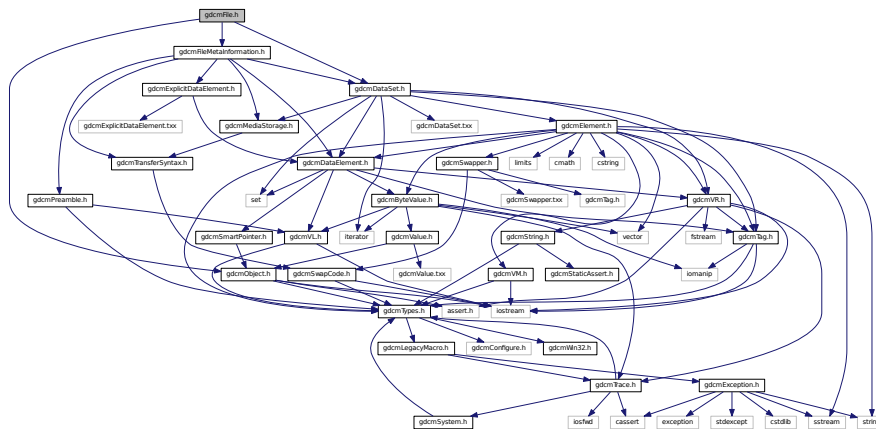 gdcmFile.h
gdcmFileMetaInformation.h
gdcmExplicitDataElement.h
gdcmDataSet.h
gdcmExplicitDataElement.txx
gdcmMediaStorage.h
gdcmDataSet.txx
gdcmElement.h
gdcmTransferSyntax.h
gdcmDataElement.h
gdcmSwapper.h
limits
cmath
cstring
gdcmPreamble.h
set
gdcmByteValue.h
gdcmSwapper.txx
gdcmTag.h
gdcmVR.h
gdcmSmartPointer.h
gdcmVL.h
iterator
gdcmValue.h
gdcmString.h
vector
fstream
gdcmTag.h
gdcmObject.h
gdcmSwapCode.h
gdcmValue.txx
gdcmVM.h
gdcmStaticAssert.h
iomanip
gdcmTypes.h
assert.h
iostream
gdcmLegacyMacro.h
gdcmConfigure.h
gdcmWin32.h
gdcmTrace.h
gdcmException.h
gdcmSystem.h
iosfwd
cassert
exception
stdexcept
cstdlib
sstream